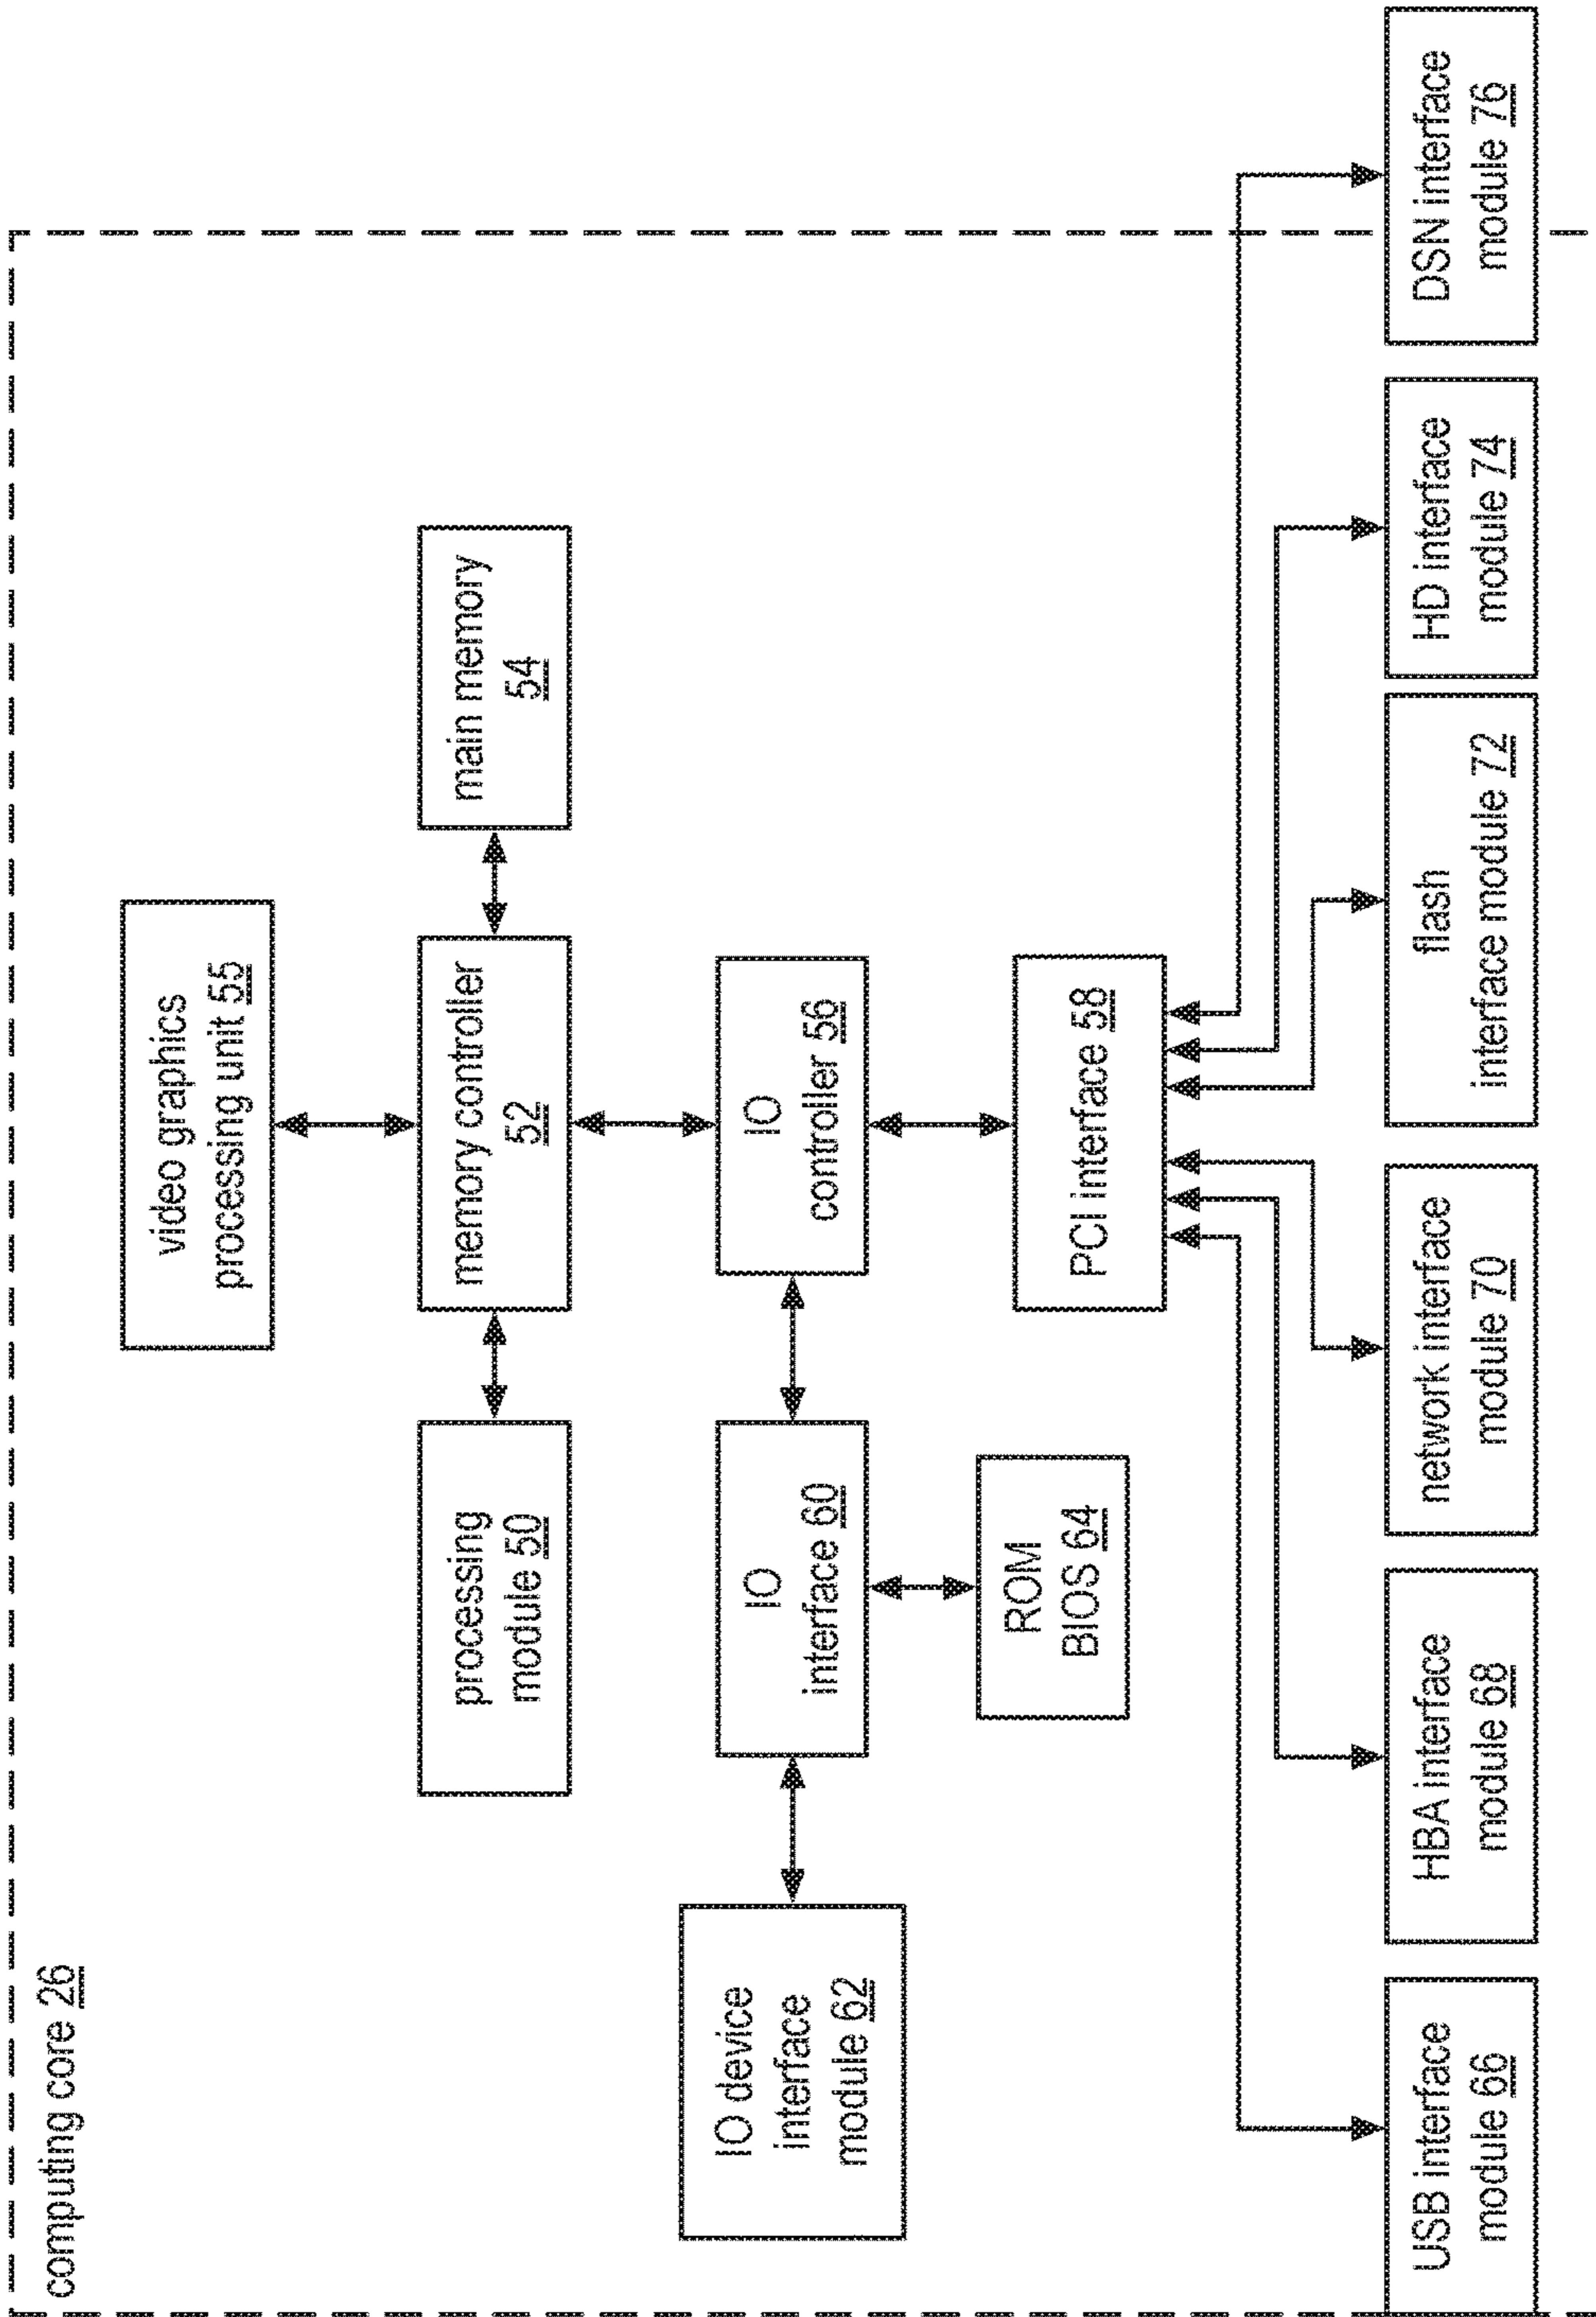 computing core 26
video graphics
processing unit 55
processing
module 50
memory controller
52
main memory
54
IO device
interface
module 62
IO
interface 60
IO
controller 56
ROM
BIOS 64
PCI interface 58
USB interface
module 66
HBA interface
module 68
network interface
module 70
flash
interface module 72
HD interface
module 74
DSN interface
module 76